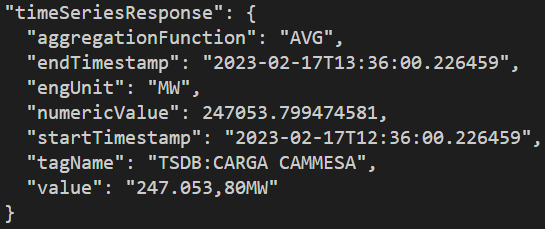 "timeSeriesResponse": {
  "aggregationFunction": "AVG",
  "endTimestamp": "2023-02-17T13:36:00.226459",
  "engUnit": "MW",
  "numericValue": 247053.799474581,
  "startTimestamp": "2023-02-17T12:36:00.226459",
  "tagName": "TSDB:CARGA CAMMESA",
  "value": "247.053,80MW"
}